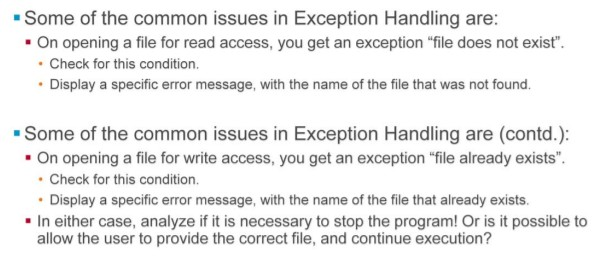 Some of the common issues in Exception Handling are:
On opening a file for read access, you get an exception “file does not exist”.
Check for this condition.
Display a specific error message, with the name of the file that was not found.
Some of the common issues in Exception Handling are (contd.):
On opening a file for write access, you get an exception “file already exists”.
Check for this condition.
Display a specific error message, with the name of the file that already exists.
In either case, analyze if it is necessary to stop the program! Or is it possible to
allow the user to provide the correct file, and continue execution?